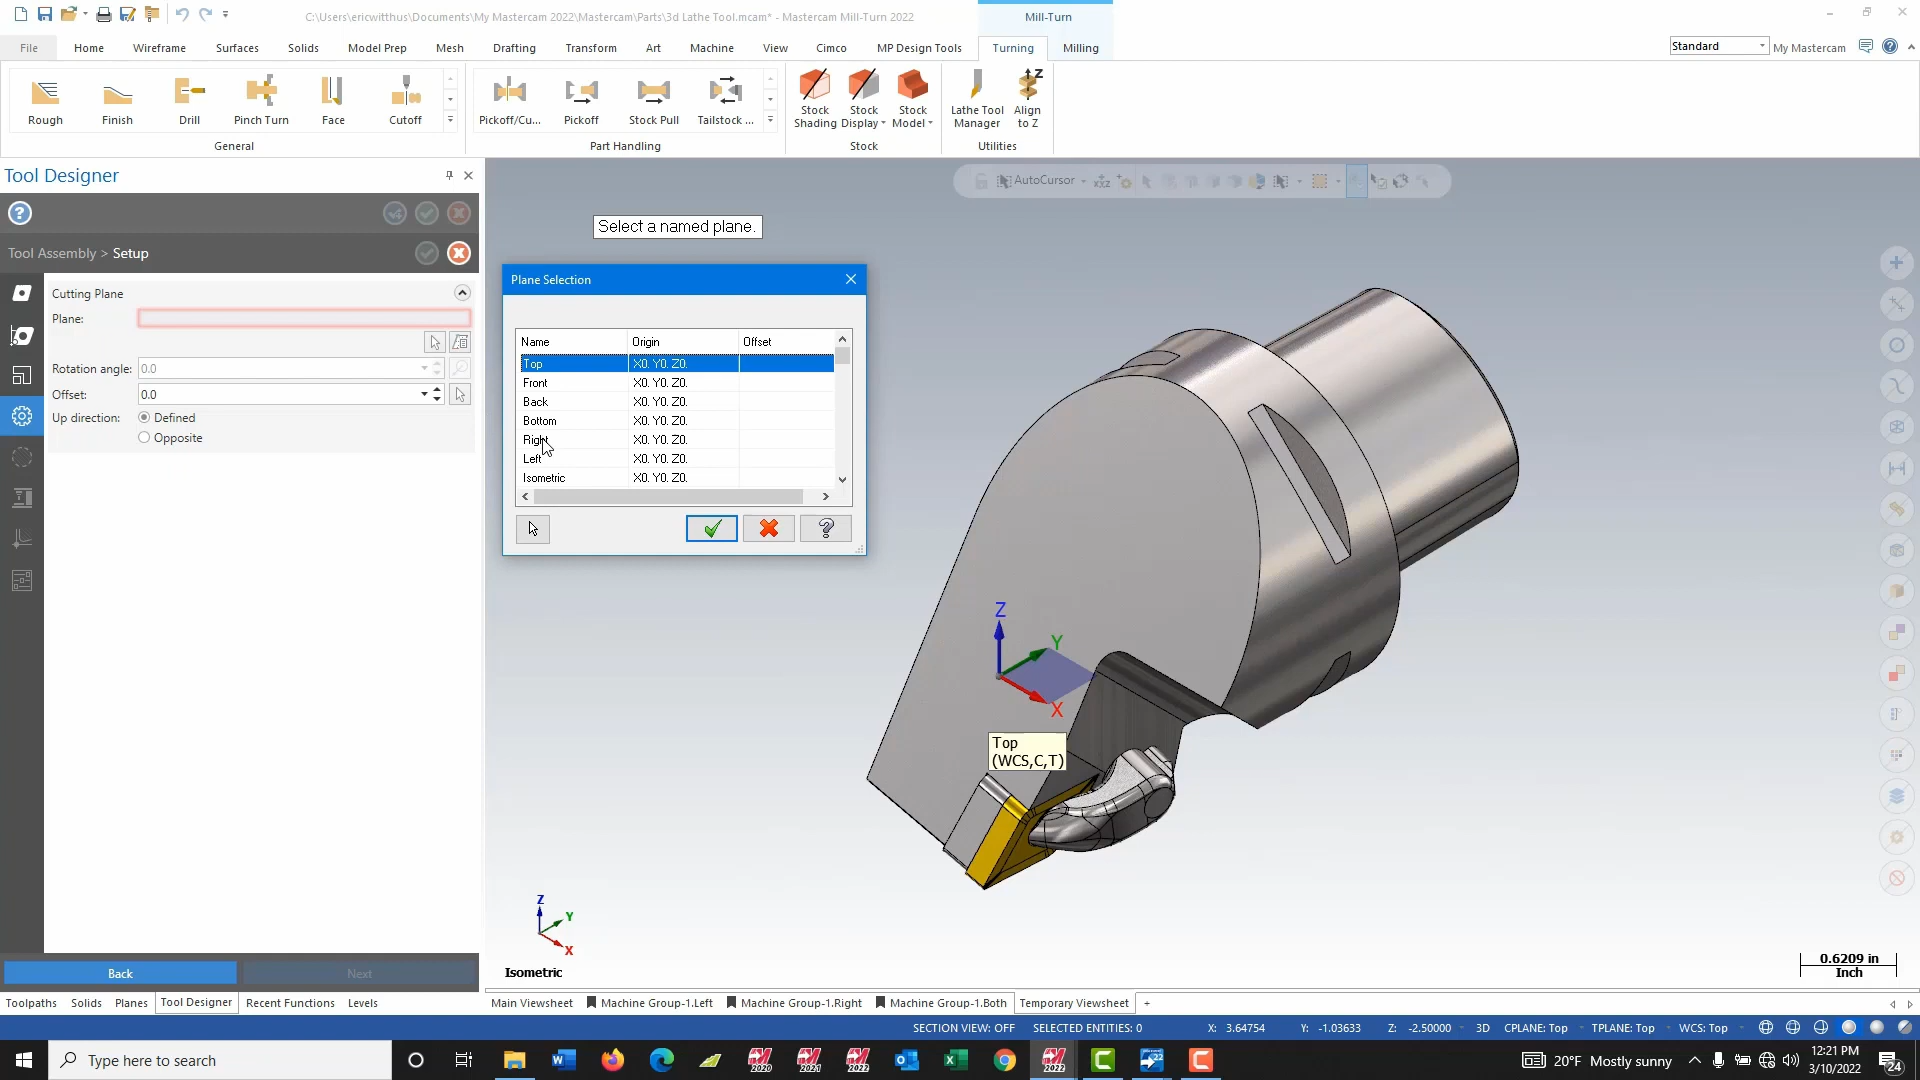 C:\Users\ericwitthus\Documents\My Mastercam 2022\Mastercam\Parts\3d Lathe Tool.mcam* - Mastercam Mill-Turn 2022
Mill-Turn
File Home Wireframe Surfaces Solids Model Prep Mesh Drafting Transform Art Machine View Cimco MP Design Tools Turning Milling
Standard
My Mastercam
Rough Finish Drill Pinch Turn Face Cutoff
Pickoff/Cu... Pickoff Stock Pull Tailstock ...
Stock Shading
Stock Display
Stock Model
Lathe Tool Manager
Align to Z
General Part Handling Stock Utilities
Tool Designer
Tool Assembly > Setup
Cutting Plane
Plane:
Rotation angle: 0.0
Offset: 0.0
Up direction: Defined
Opposite
Back Next
AutoCursor
Select a named plane.
Plane Selection
Name Origin Offset
Top X0. Y0. Z0.
Front X0. Y0. Z0.
Back X0. Y0. Z0.
Bottom X0. Y0. Z0.
Right X0. Y0. Z0.
Left X0. Y0. Z0.
Isometric X0. Y0. Z0.
Z
Y
X
Top
(WCS,C,T)
Z
Y
X
Isometric
0.6209 in
Inch
Toolpaths Solids Planes Tool Designer Recent Functions Levels
Main Viewsheet Machine Group-1.Left Machine Group-1.Right Machine Group-1.Both Temporary Viewsheet +
SECTION VIEW: OFF SELECTED ENTITIES: 0 X: 3.64754 Y: -1.03633 Z: -2.50000 3D CPLANE: Top TPLANE: Top WCS: Top
Type here to search
2020 2021 2022 2022
20°F Mostly sunny
12:21 PM
3/10/2022
24